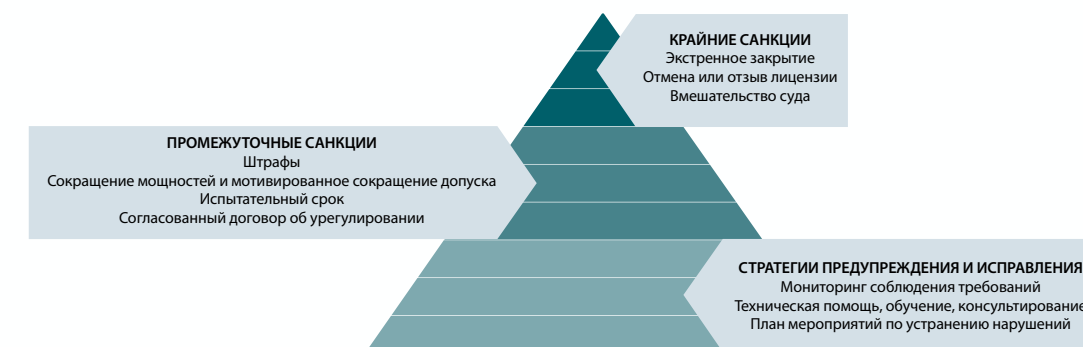 КРАЙНИЕ САНКЦИИ
Экстренное закрытие
Отмена или отзыв лицензии
Вмешательство суда
ПРОМЕЖУТОЧНЫЕ САНКЦИИ
Штрафы
Сокращение мощностей и мотивированное сокращение допуска
Испытательный срок
Согласованный договор об урегулировании
СТРАТЕГИИ ПРЕДУПРЕЖДЕНИЯ И ИСПРАВЛЕНИЯ
Мониторинг соблюдения требований
Техническая помощь, обучение, консультирование
План мероприятий по устранению нарушений